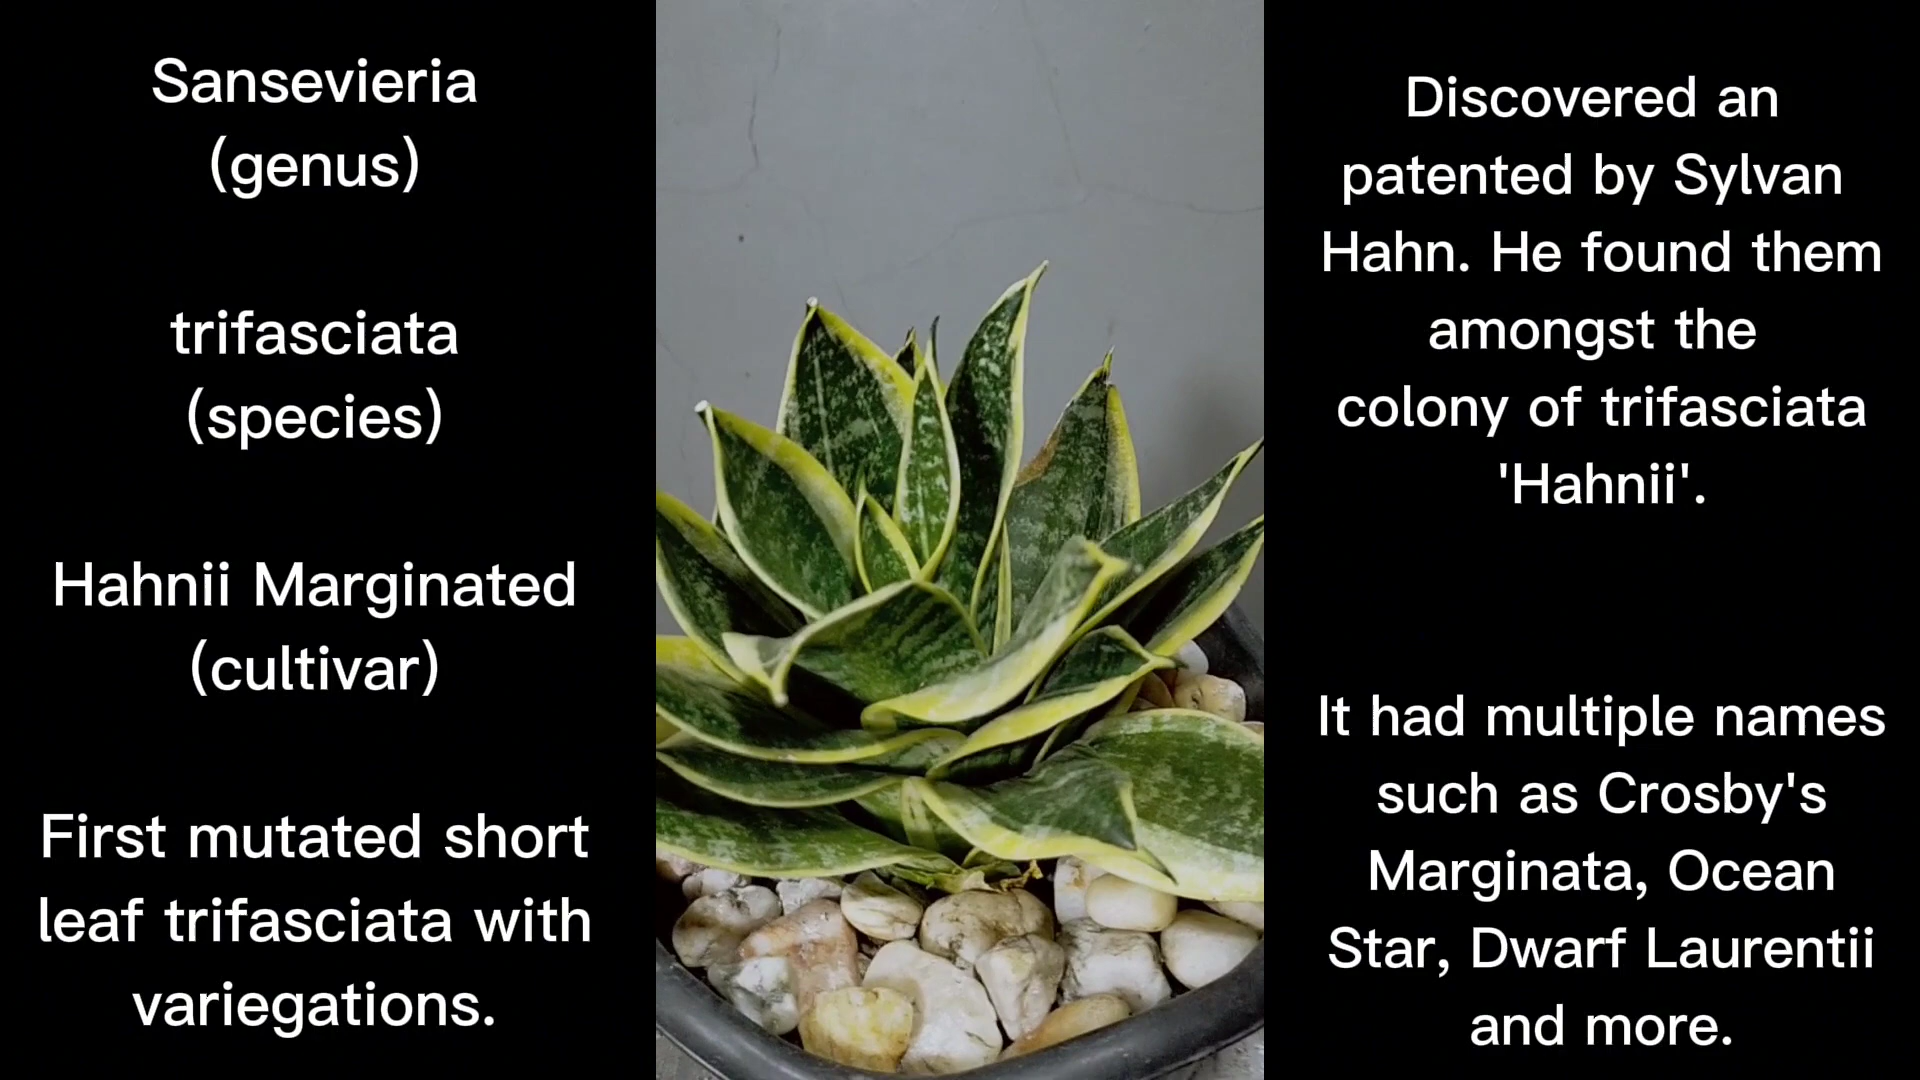 Sansevieria
(genus)
trifasciata
(species)
Hahnii Marginated
(cultivar)
First mutated short
leaf trifasciata with
variegations.
Discovered an
patented by Sylvan
Hahn. He found them
amongst the
colony of trifasciata
'Hahnii'.
It had multiple names
such as Crosby's
Marginata, Ocean
Star, Dwarf Laurentii
and more.